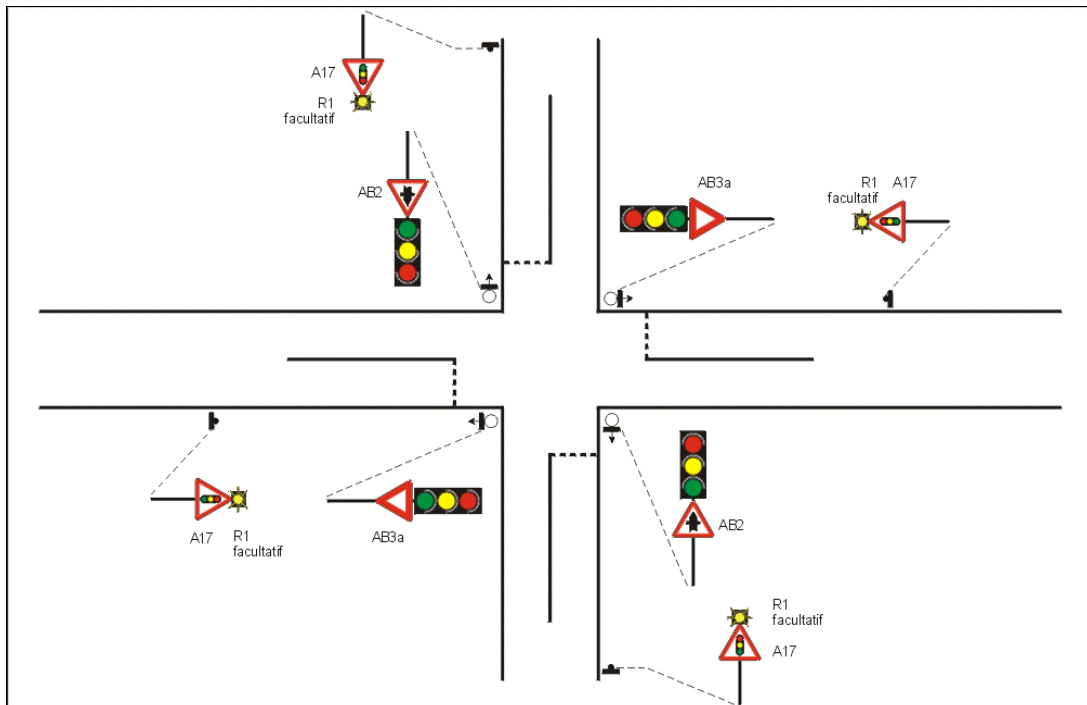 A17
R1
facultatif
AB2
AB3a
R1
A17
facultatif
A17
R1
facultatif
AB3a
AB2
R1
facultatif
A17